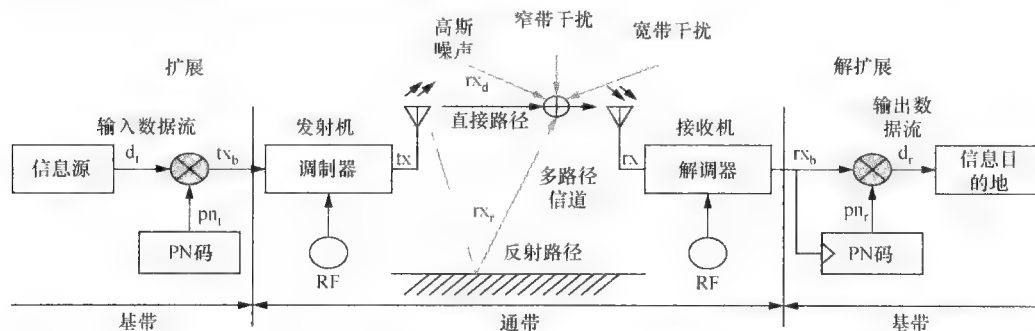 高斯
噪声
窄带干扰
宽带干扰
扩展
解扩展
rx_d
直接路径
输入数据流
发射机
接收机
输出数
据流
信息源
d_t
tx_b
调制器
tx
rx
解调器
rx_b
d_r
信息目
的地
多路径
信道
rx_r
pn_t
pn_r
PN码
RF
反射路径
RF
PN码
基带
通带
基带